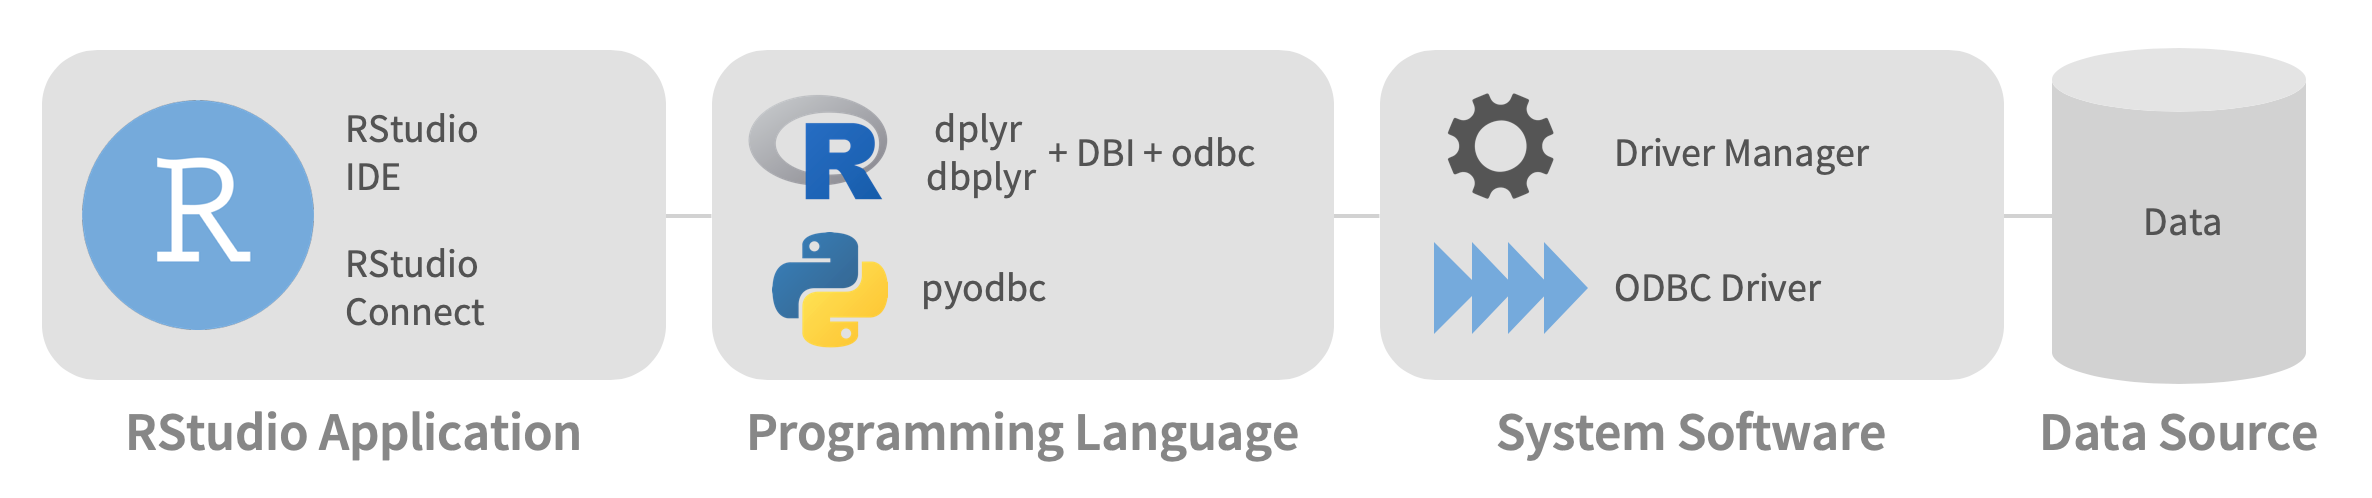 R
RStudio
IDE
RStudio
Connect
RStudio Application
R
dplyr
dbplyr
+ DBI + odbc
pyodbc
Programming Language
Driver Manager
ODBC Driver
System Software
Data
Data Source